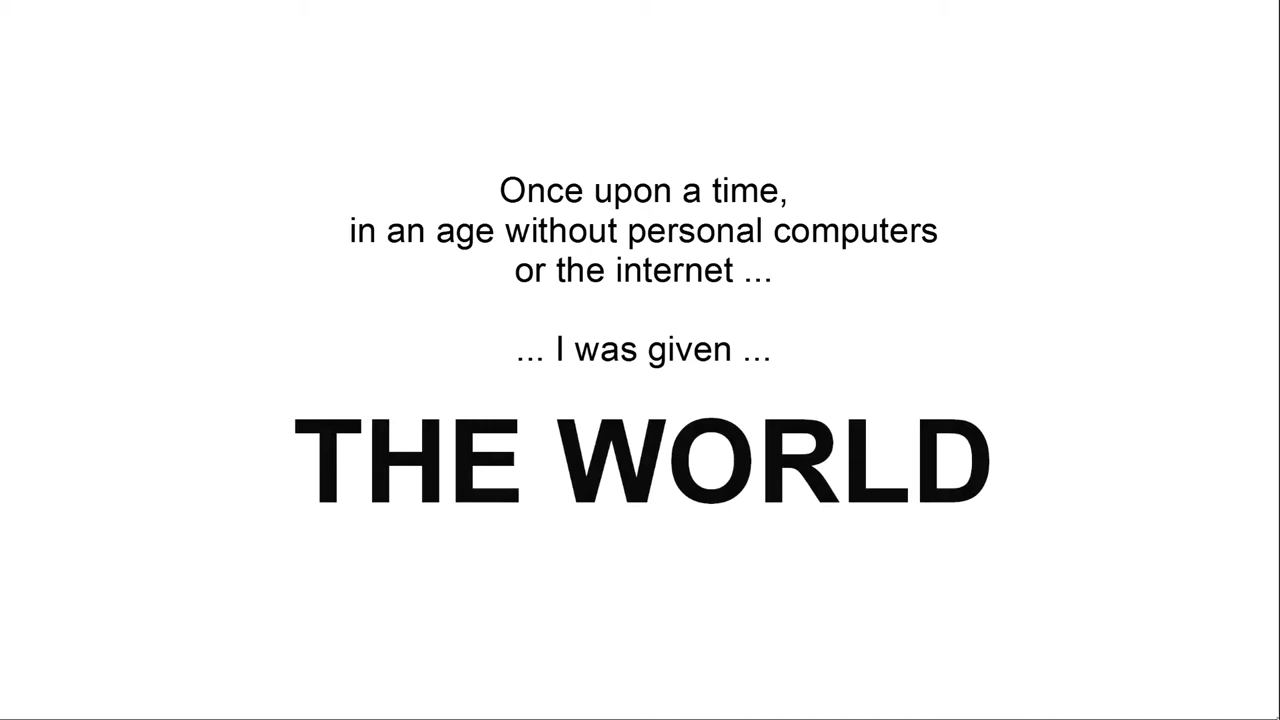 Once upon a time,
in an age without personal computers
or the internet ...
... I was given ...
THE WORLD